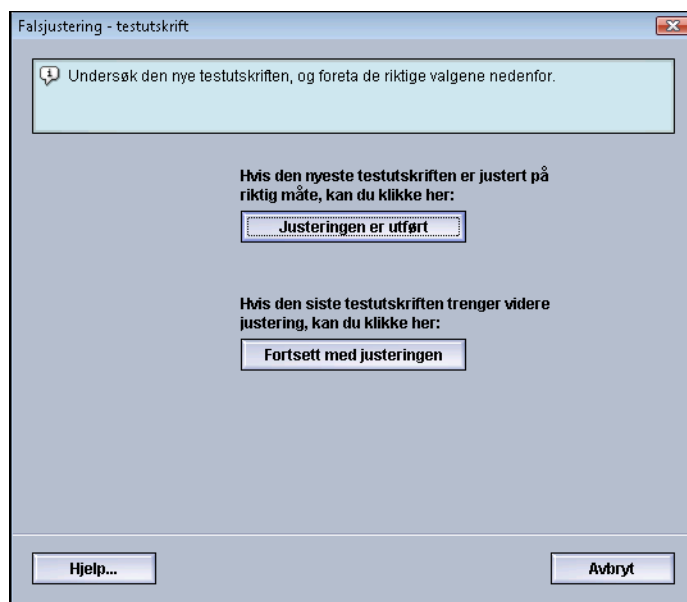 Falsjustering - testutskrift
Undersøk den nye testutskriften, og foreta de riktige valgene nedenfor.
Hvis den nyeste testutskriften er justert på
riktig måte, kan du klikke her:
Justeringen er utført
Hvis den siste testutskriften trenger videre
justering, kan du klikke her:
Fortsett med justeringen
Hjelp...
Avbryt